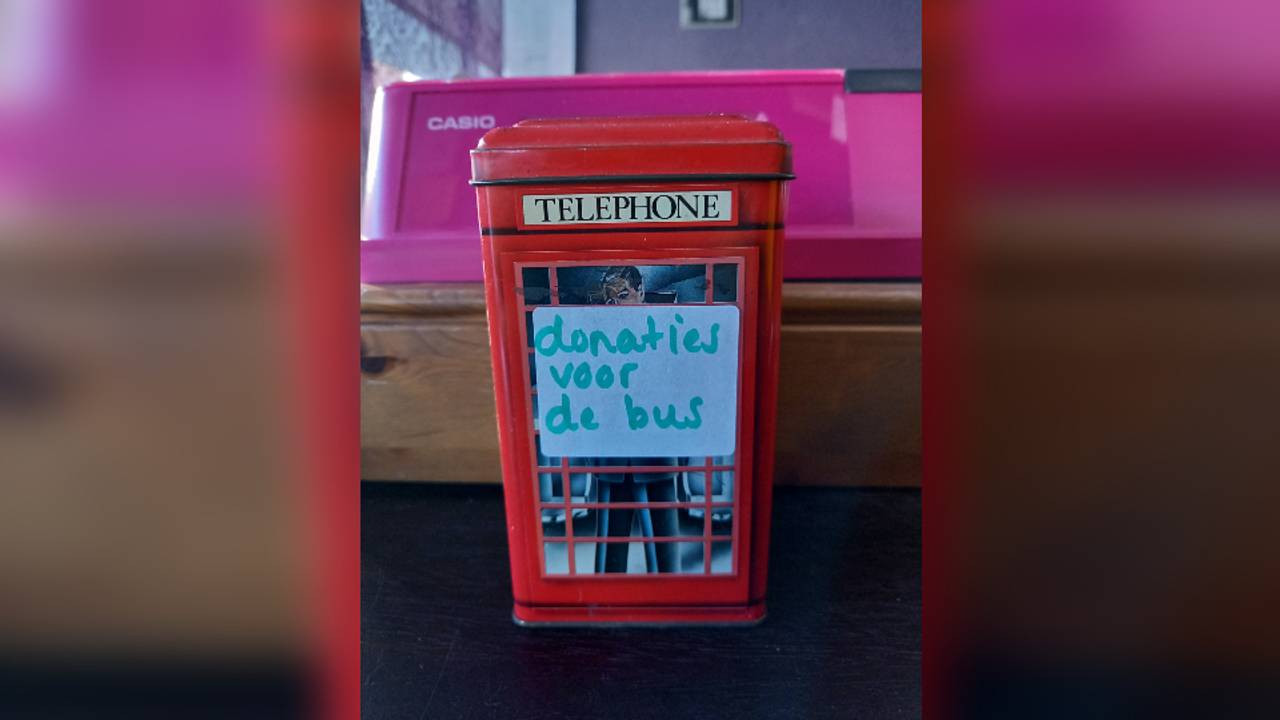 CASIO
TELEPHONE
donaties
voor
de bus